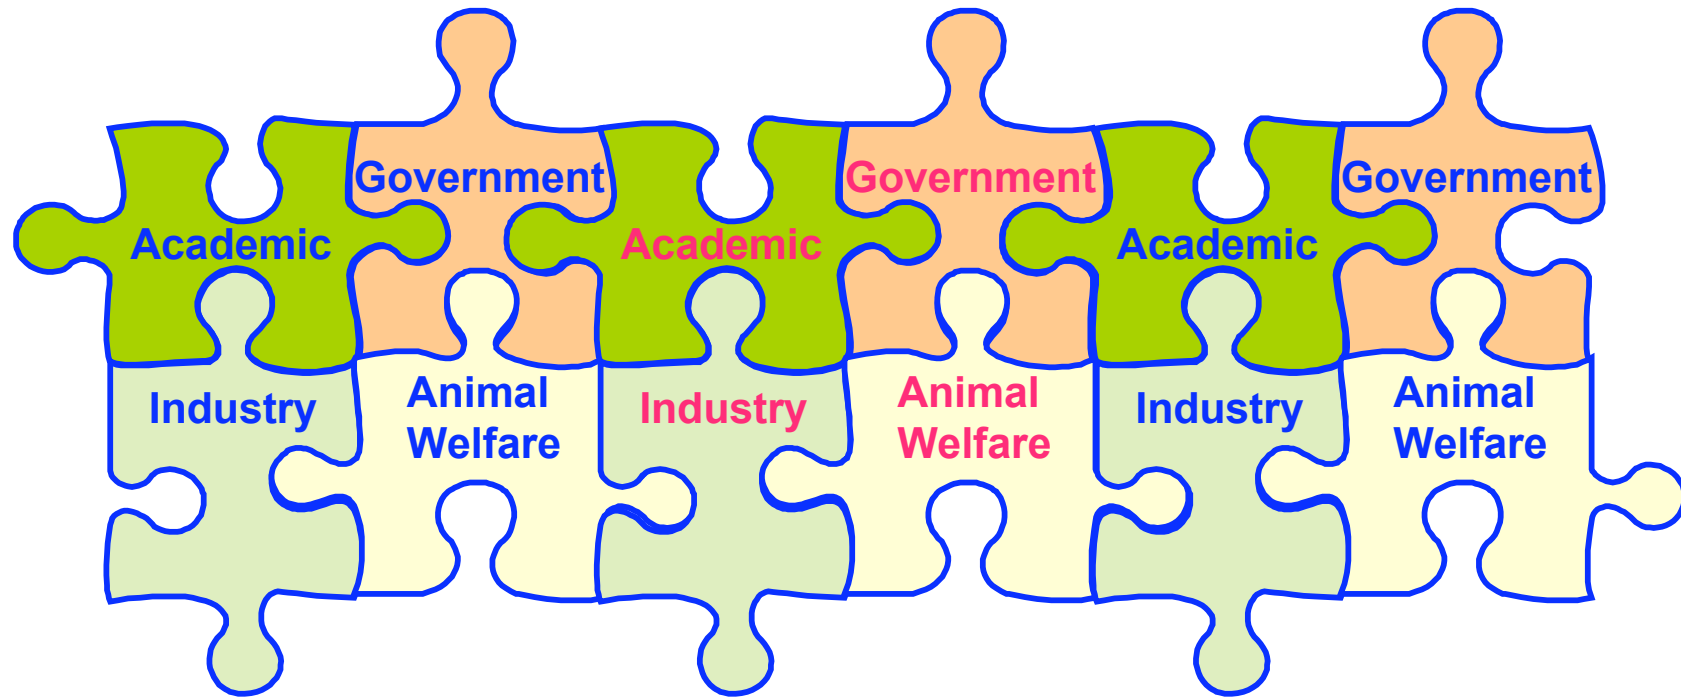 Government
Government
Government
Academic
Academic
Academic
Industry
Animal
Welfare
Industry
Animal
Welfare
Industry
Animal
Welfare